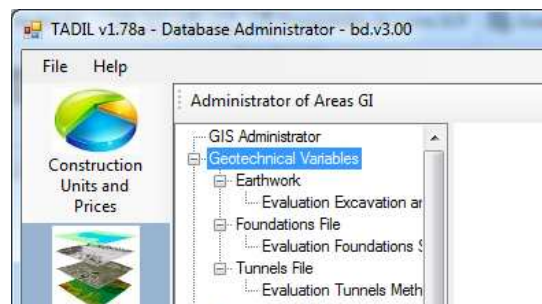 TADIL v1.78a - Database Administrator - bd.v3.00
File Help
Administrator of Areas GI
Construction
Units and
Prices
GIS Administrator
Geotechnical Variables
Earthwork
Evaluation Excavation
Foundations File
Evaluation Foundations
Tunnels File
Evaluation Tunnels Meth